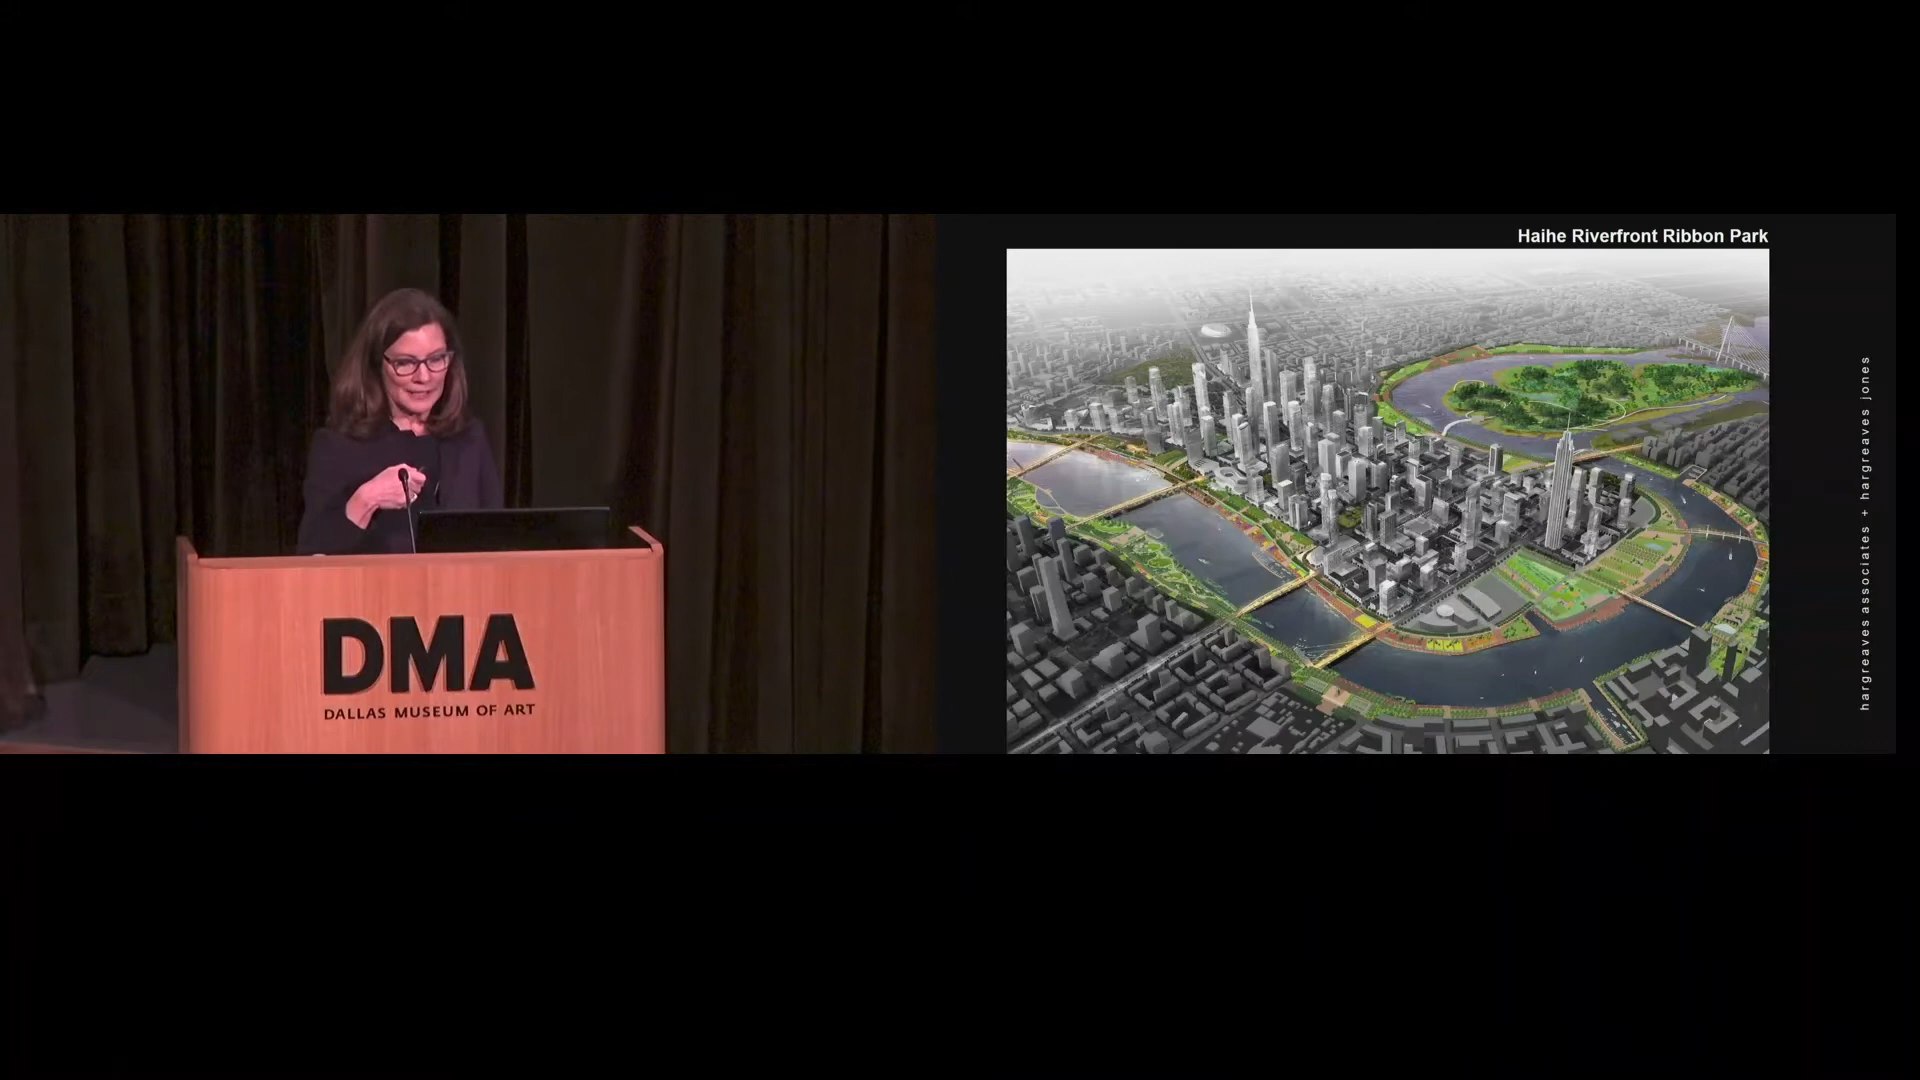 DMA
DALLAS MUSEUM OF ART
Haihe Riverfront Ribbon Park
hargreaves associates + hargreaves jones